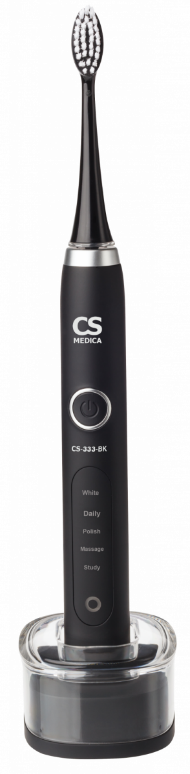 CS
MEDICA
CS-333-BK
White
Daily
Polish
Massage
Study